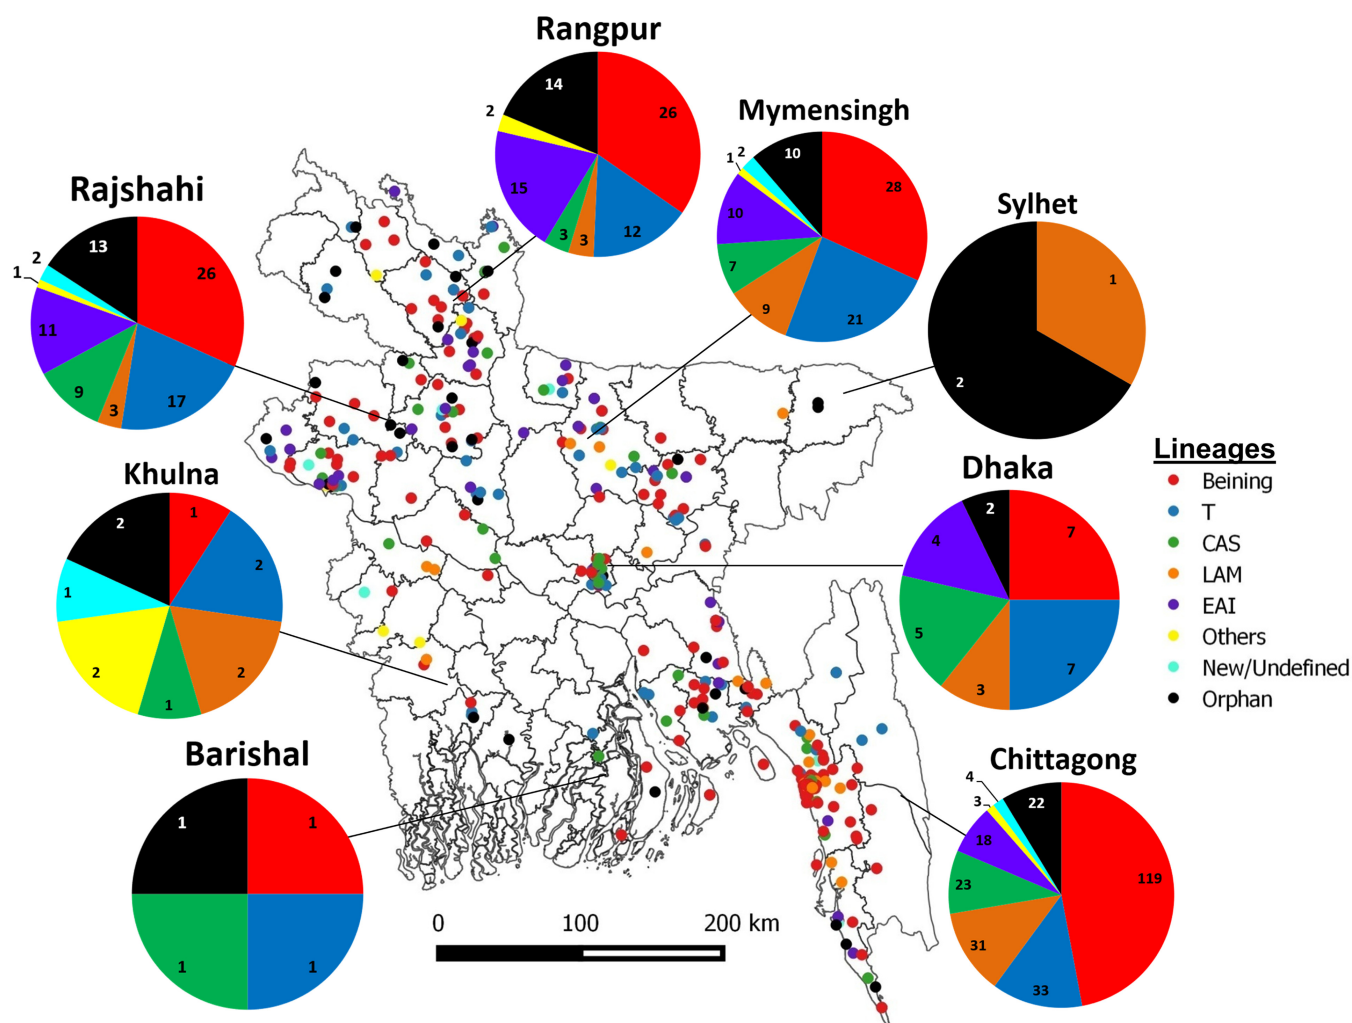 Rangpur
14
26
2
15
3
3
12
Mymensingh
10
28
1
2
10
7
9
21
Sylhet
1
2
Rajshahi
13
26
2
1
11
9
3
17
Khulna
2
1
2
1
2
1
2
Dhaka
2
7
4
5
3
7
Lineages
Beining
T
CAS
LAM
EAI
Others
New/Undefined
Orphan
Barishal
1
1
1
1
Chittagong
4
22
3
18
119
23
31
33
0
100
200 km